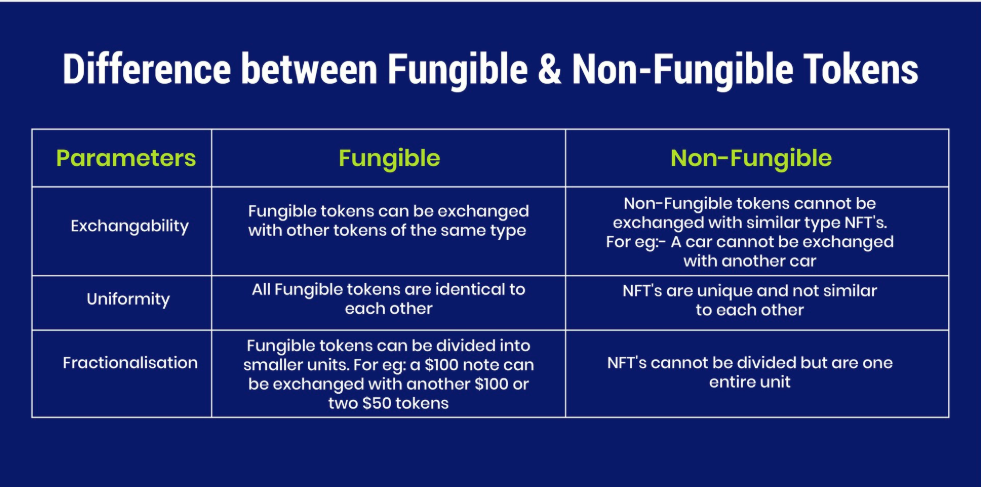 Difference between Fungible & Non-Fungible Tokens
Parameters
Fungible
Non-Fungible
Exchangability
Fungible tokens can be exchanged
with other tokens of the same type
Non-Fungible tokens cannot be
exchanged with similar type NFT's.
For eg:- A car cannot be exchanged
with another car
Uniformity
All Fungible tokens are identical to
each other
NFT's are unique and not similar
to each other
Fractionalisation
Fungible tokens can be divided into
smaller units. For eg: a $100 note can
be exchanged with another $100 or
two $50 tokens
NFT's cannot be divided but are one
entire unit